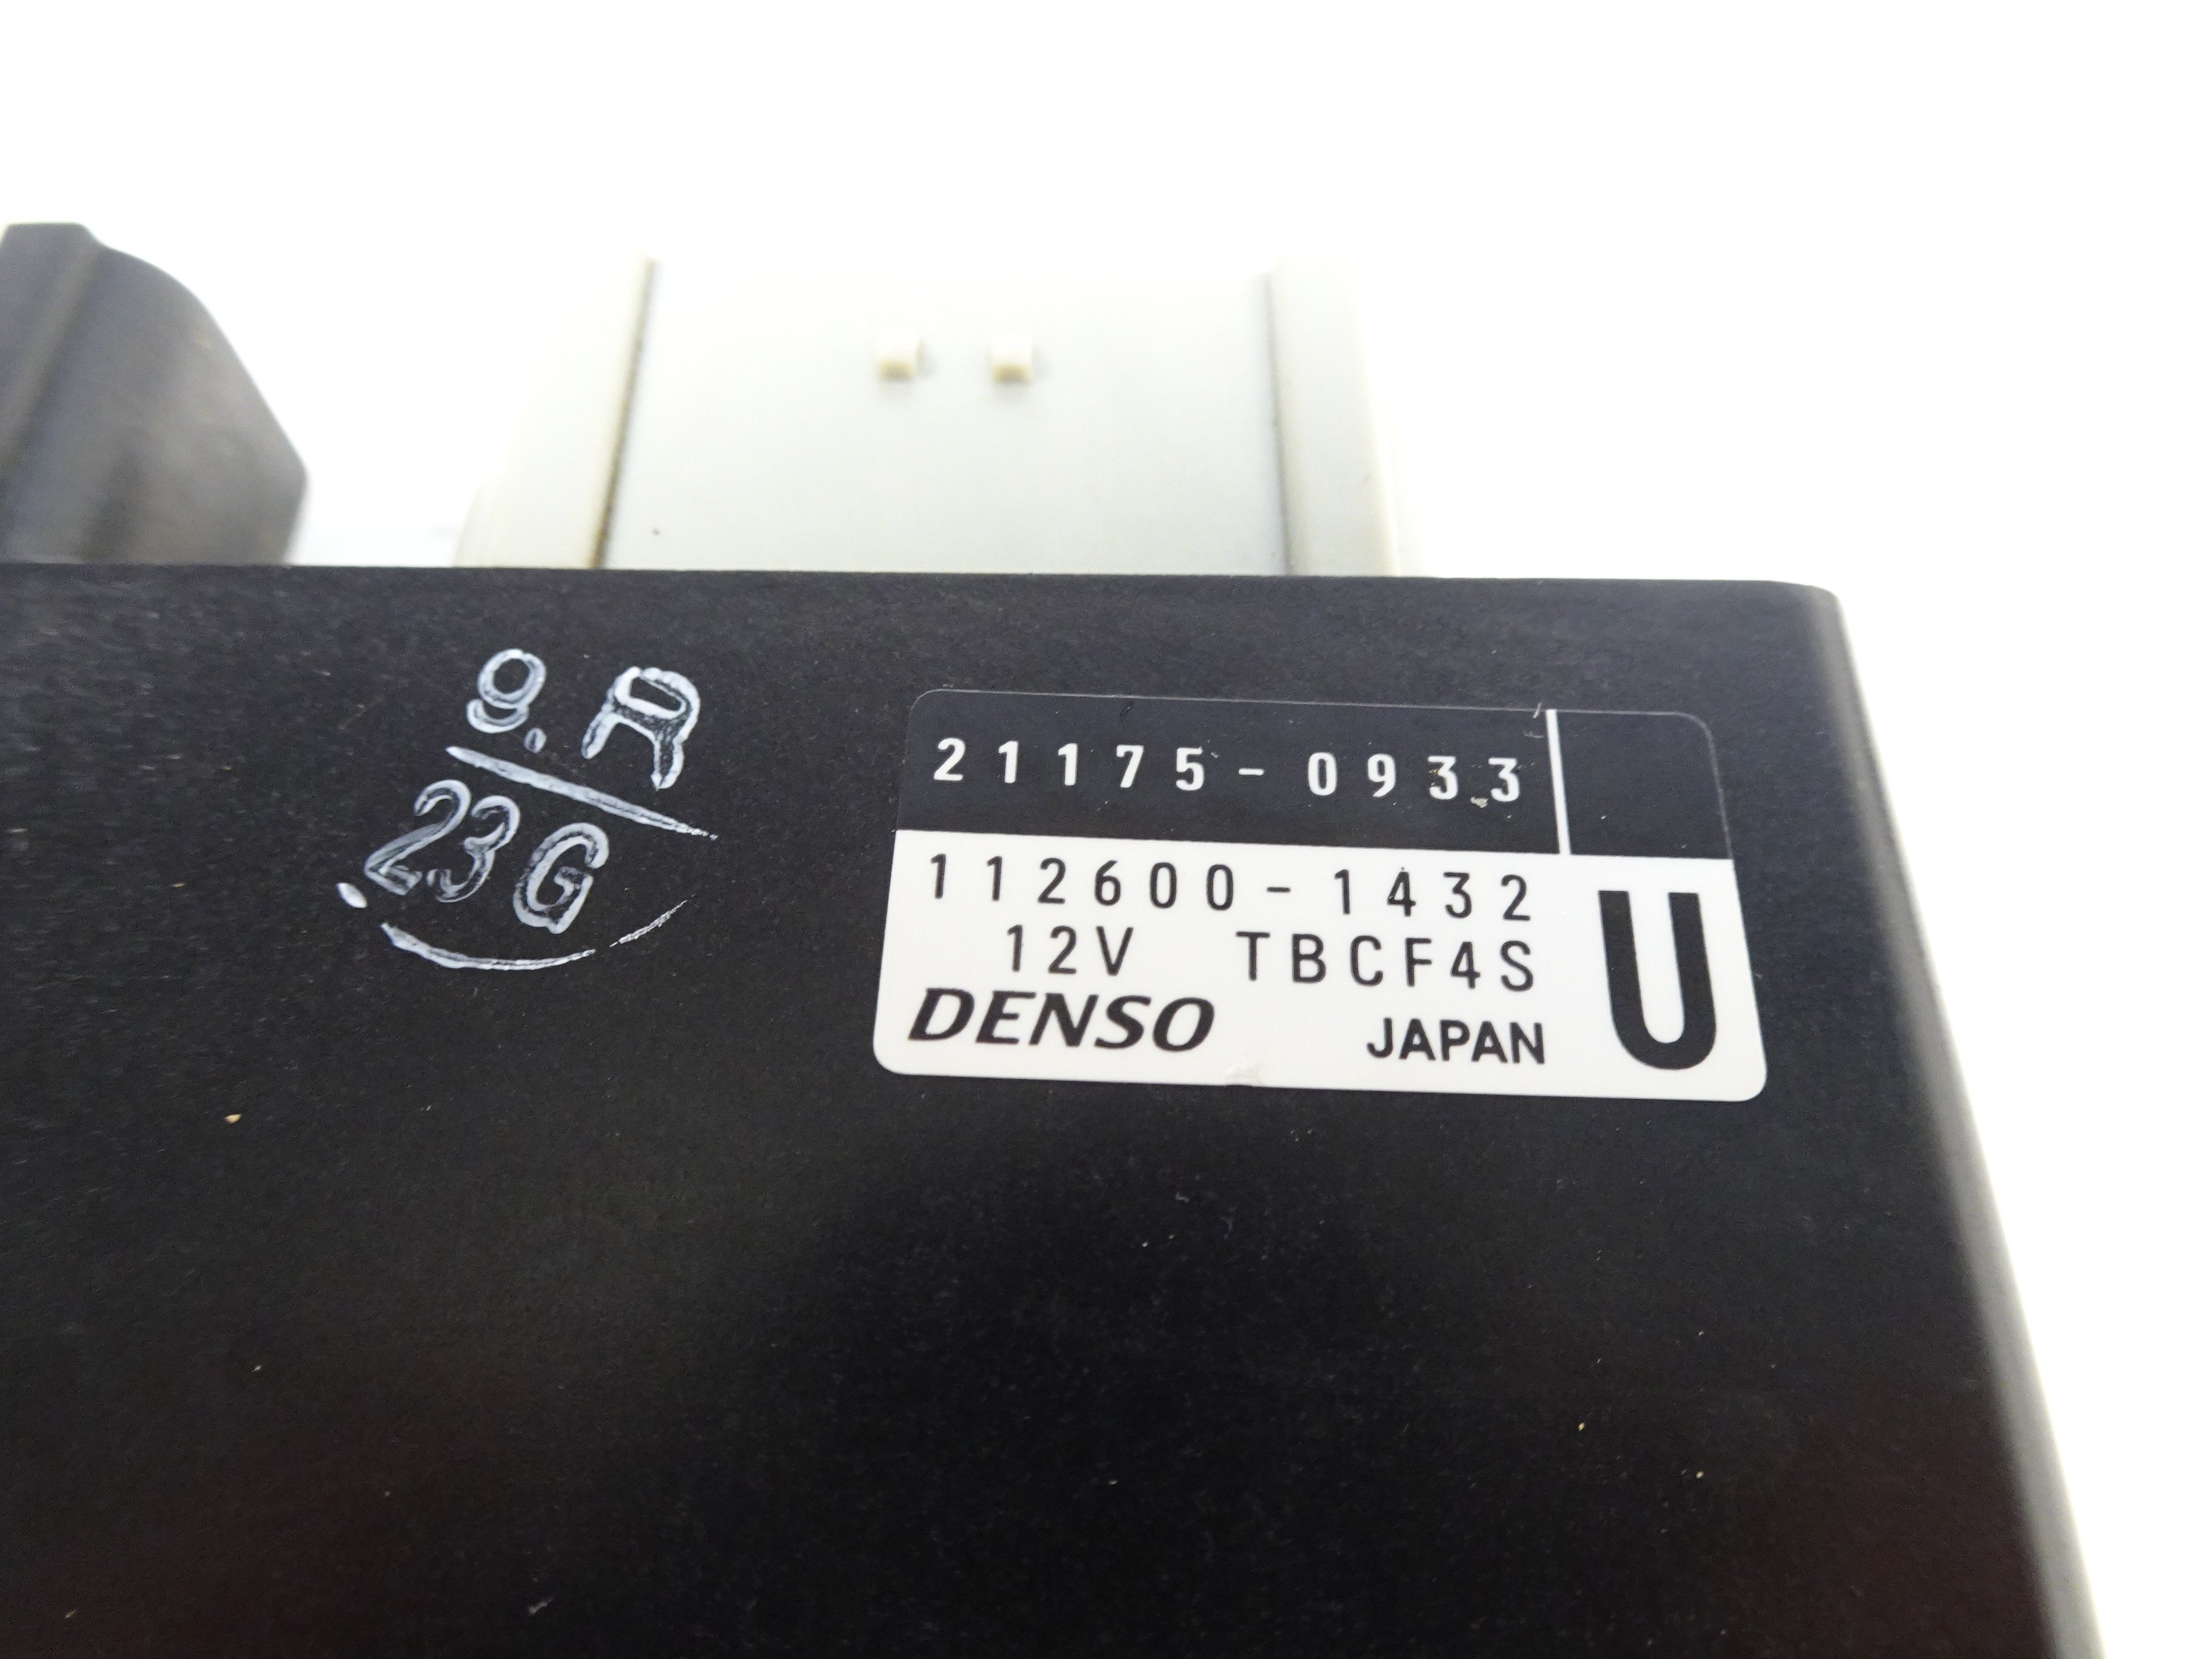 9.R
23G
21175-0933
112600-1432
12V TBCF4S
DENSO JAPAN
U